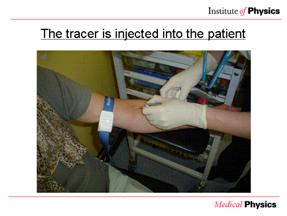 Institute of Physics
The tracer is injected into the patient
Medical Physics